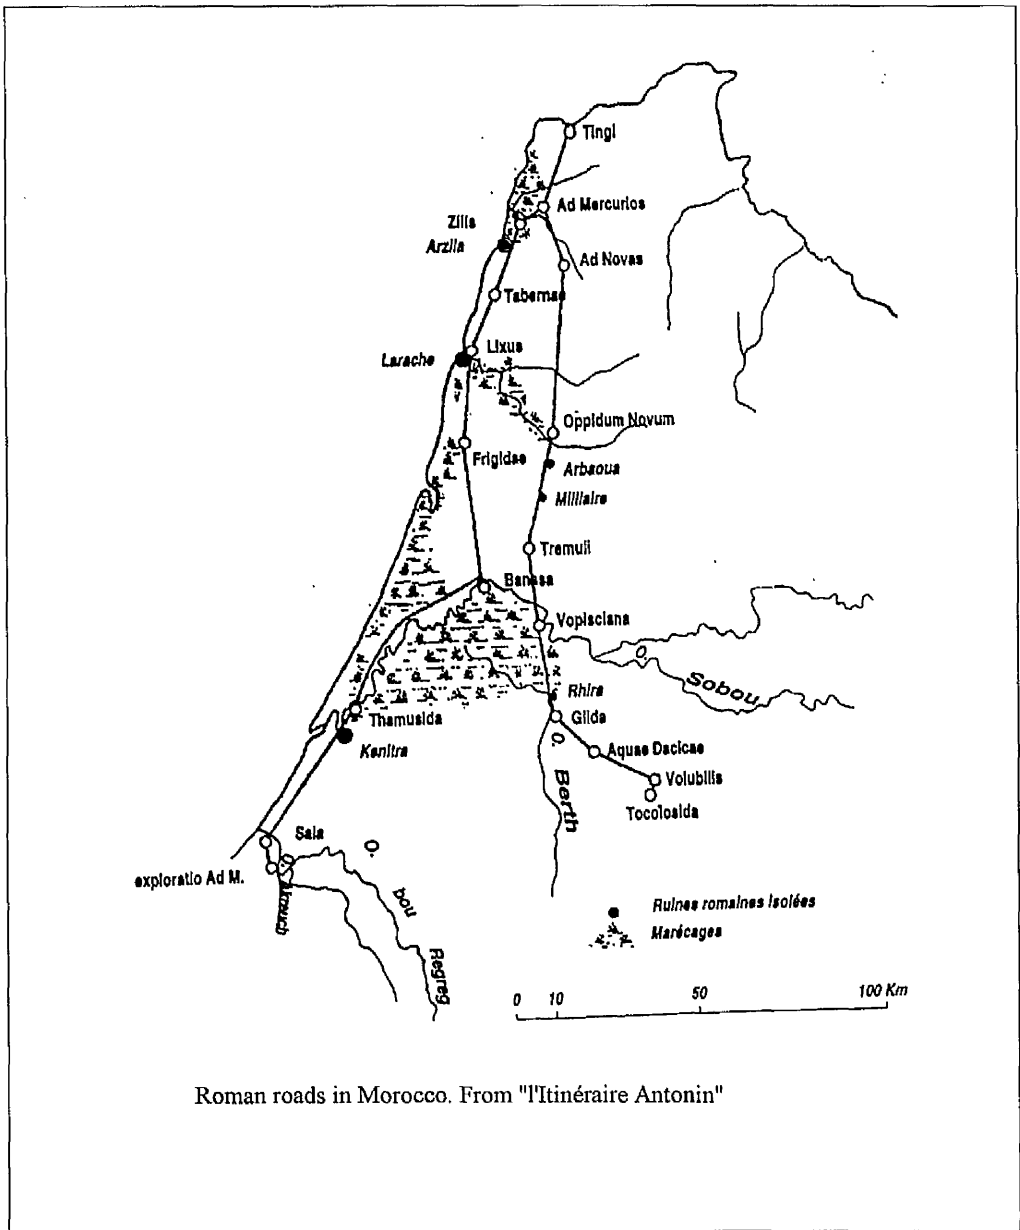 Tingi
Ad Mercurios
Zilis
Arzila
Ad Novas
Tabernae
Lixus
Larache
Oppidum Novum
Frigidae
Arbaoua
Milliaire
Tremuli
Banasa
Vopisciana
O.
Sobou
Rhira
Thamusida
Gilda
Kenitra
O.
Aquae Dacicae
Berth
Volubilis
Tocolosida
Sala
O.
exploratio Ad M.
O.
bou
Regreg
Ruines romaines isolées
Marécages
0 10 50 100 Km
Roman roads in Morocco. From "l'Itinéraire Antonin"